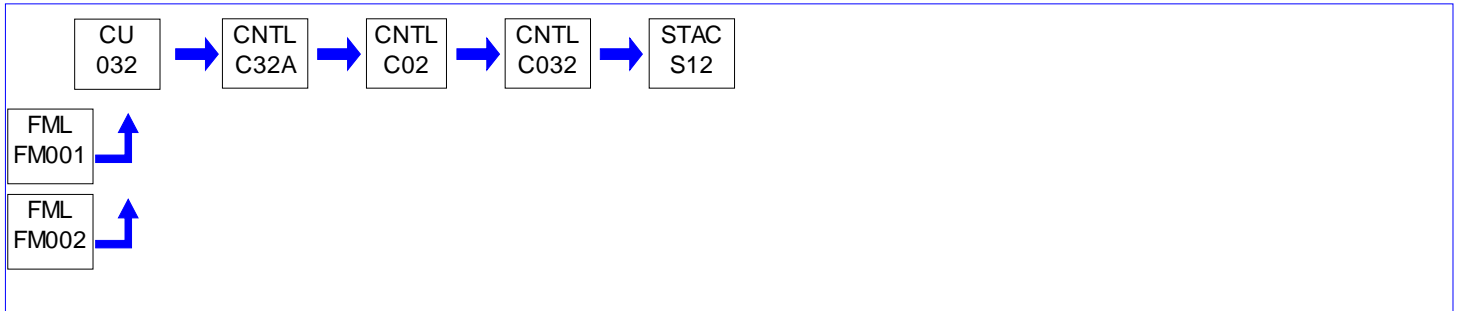 CU
032
CNTL
C32A
CNTL
C02
CNTL
C032
STAC
S12
FML
FM001
FML
FM002